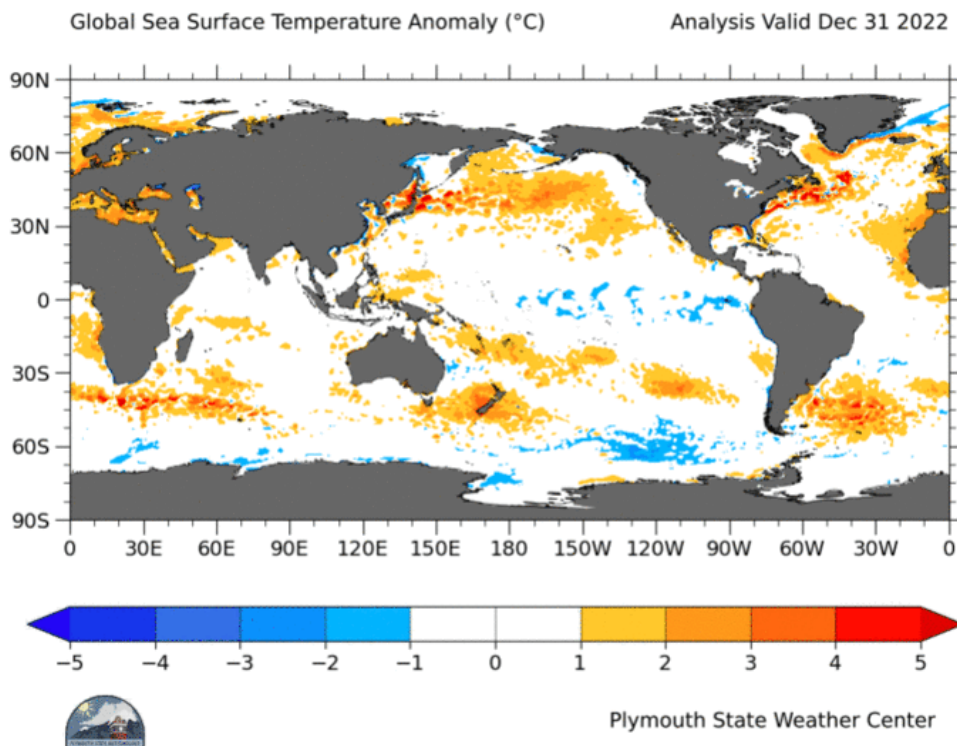 Global Sea Surface Temperature Anomaly (°C) Analysis Valid Dec 31 2022
90N
60N
30N
0
30S
60S
90S
0 30E 60E 90E 120E 150E 180 150W 120W 90W 60W 30W 0
−5 −4 −3 −2 −1 0 1 2 3 4 5
Plymouth State Weather Center